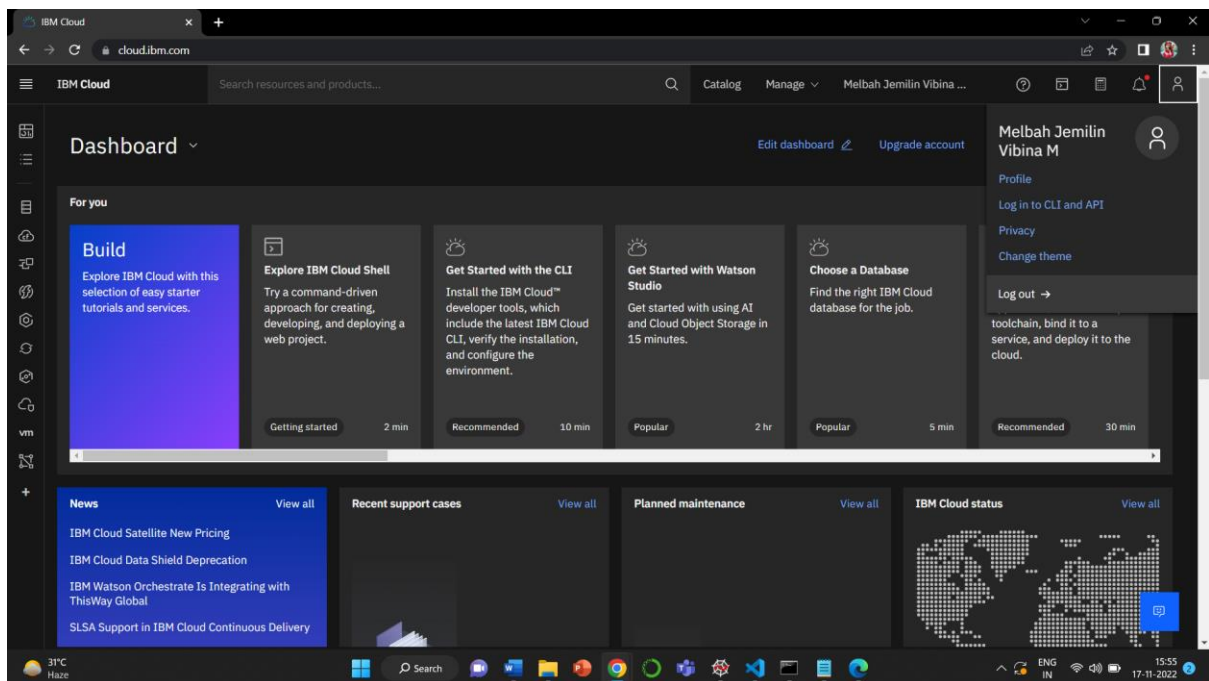 IBM Cloud
cloud.ibm.com
IBM Cloud
Search resources and products...
Catalog
Manage
Melbah Jemilin Vibina ...
Dashboard
Edit dashboard
Upgrade account
Melbah Jemilin
Vibina M
Profile
Log in to CLI and API
Privacy
Change theme
Log out →
For you
Build
Explore IBM Cloud with this
selection of easy starter
tutorials and services.
Explore IBM Cloud Shell
Try a command-driven
approach for creating,
developing, and deploying a
web project.
Getting started 2 min
Get Started with the CLI
Install the IBM Cloud™
developer tools, which
include the latest IBM Cloud
CLI, verify the installation,
and configure the
environment.
Recommended 10 min
Get Started with Watson
Studio
Get started with using AI
and Cloud Object Storage in
15 minutes.
Popular 2 hr
Choose a Database
Find the right IBM Cloud
database for the job.
Popular 5 min
toolchain, bind it to a
service, and deploy it to the
cloud.
Recommended 30 min
vm
News View all
IBM Cloud Satellite New Pricing
IBM Cloud Data Shield Deprecation
IBM Watson Orchestrate Is Integrating with
ThisWay Global
SLSA Support in IBM Cloud Continuous Delivery
Recent support cases View all
Planned maintenance View all
IBM Cloud status View all
31°C
Haze
Search
ENG
IN
15:55
17-11-2022
2